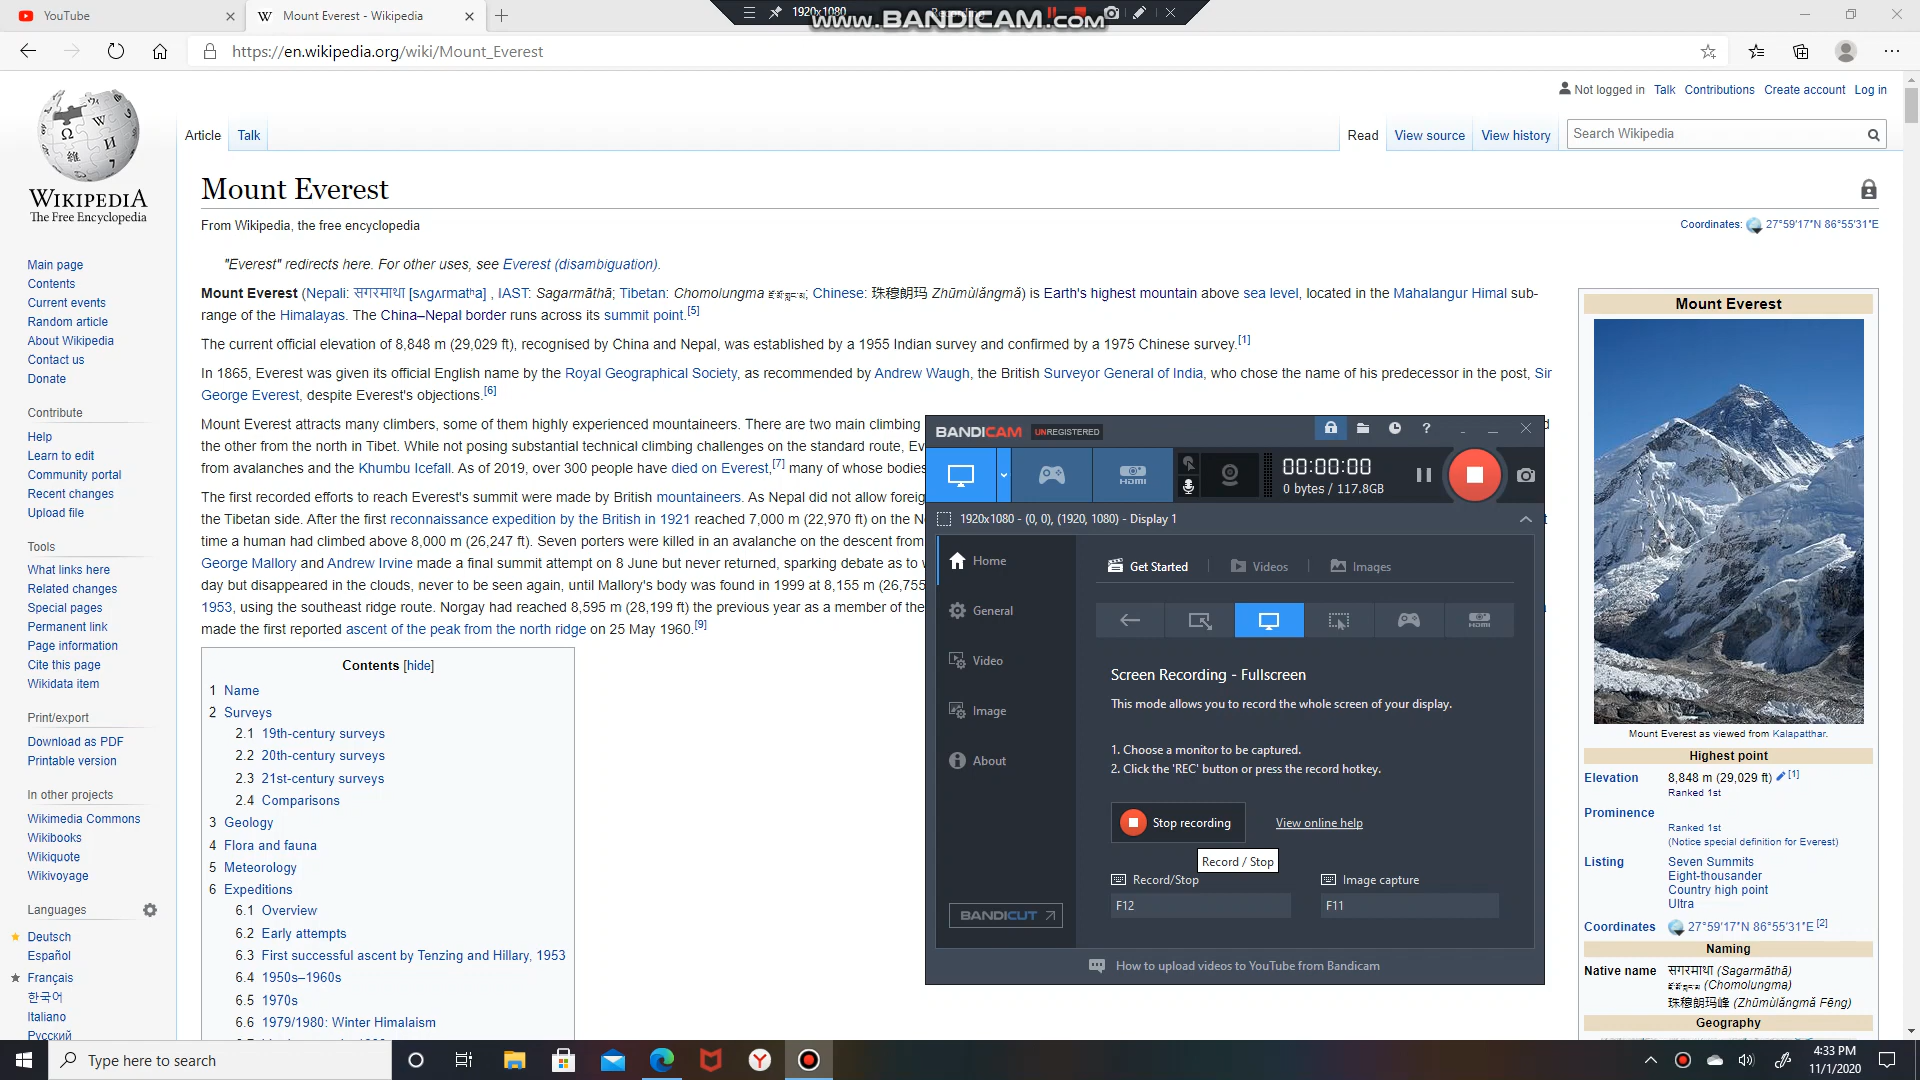 YouTube
Mount Everest - Wikipedia
1920x1080
www.BANDICAM.com
https://en.wikipedia.org/wiki/Mount_Everest
Not logged in Talk Contributions Create account Log in
Article Talk
Read View source View history Search Wikipedia
WIKIPEDIA
The Free Encyclopedia
Mount Everest
From Wikipedia, the free encyclopedia
Coordinates: 27°59′17″N 86°55′31″E
"Everest" redirects here. For other uses, see Everest (disambiguation).
Mount Everest (Nepali: सगरमाथा [sʌɡʌrmatʰa] , IAST: Sagarmāthā; Tibetan: Chomolungma; Chinese: 珠穆朗玛 Zhūmùlǎngmǎ) is Earth's highest mountain above sea level, located in the Mahalangur Himal sub-
range of the Himalayas. The China–Nepal border runs across its summit point.[5]
The current official elevation of 8,848 m (29,029 ft), recognised by China and Nepal, was established by a 1955 Indian survey and confirmed by a 1975 Chinese survey.[1]
In 1865, Everest was given its official English name by the Royal Geographical Society, as recommended by Andrew Waugh, the British Surveyor General of India, who chose the name of his predecessor in the post, Sir
George Everest, despite Everest's objections.[6]
Mount Everest attracts many climbers, some of them highly experienced mountaineers. There are two main climbing
the other from the north in Tibet. While not posing substantial technical climbing challenges on the standard route,
from avalanches and the Khumbu Icefall. As of 2019, over 300 people have died on Everest,[7] many of whose bodies
The first recorded efforts to reach Everest's summit were made by British mountaineers. As Nepal did not allow
the Tibetan side. After the first reconnaissance expedition by the British in 1921 reached 7,000 m (22,970 ft) on the
time a human had climbed above 8,000 m (26,247 ft). Seven porters were killed in an avalanche on the descent from
George Mallory and Andrew Irvine made a final summit attempt on 8 June but never returned, sparking debate as to
day but disappeared in the clouds, never to be seen again, until Mallory's body was found in 1999 at 8,155 m (26,755
1953, using the southeast ridge route. Norgay had reached 8,595 m (28,199 ft) the previous year as a member of the
made the first reported ascent of the peak from the north ridge on 25 May 1960.[9]
Main page
Contents
Current events
Random article
About Wikipedia
Contact us
Donate
Contribute
Help
Learn to edit
Community portal
Recent changes
Upload file
Tools
What links here
Related changes
Special pages
Permanent link
Page information
Cite this page
Wikidata item
Print/export
Download as PDF
Printable version
In other projects
Wikimedia Commons
Wikibooks
Wikiquote
Wikivoyage
Languages
Deutsch
Español
Français
한국어
Italiano
Русский
Contents [hide]
1 Name
2 Surveys
2.1 19th-century surveys
2.2 20th-century surveys
2.3 21st-century surveys
2.4 Comparisons
3 Geology
4 Flora and fauna
5 Meteorology
6 Expeditions
6.1 Overview
6.2 Early attempts
6.3 First successful ascent by Tenzing and Hillary, 1953
6.4 1950s–1960s
6.5 1970s
6.6 1979/1980: Winter Himalaism
BANDICAM UNREGISTERED
HDMI
00:00:00
0 bytes / 117.8GB
1920x1080 - (0, 0), (1920, 1080) - Display 1
Home
General
Video
Image
About
BANDICUT
Get Started Videos Images
HDMI
Screen Recording - Fullscreen
This mode allows you to record the whole screen of your display.
1. Choose a monitor to be captured.
2. Click the 'REC' button or press the record hotkey.
Stop recording View online help
Record / Stop
Record/Stop Image capture
F12 F11
How to upload videos to YouTube from Bandicam
Mount Everest
Mount Everest as viewed from Kalapatthar.
Highest point
Elevation 8,848 m (29,029 ft) [1]
Ranked 1st
Prominence
Ranked 1st
(Notice special definition for Everest)
Listing Seven Summits
Eight-thousander
Country high point
Ultra
Coordinates 27°59′17″N 86°55′31″E [2]
Naming
Native name सगरमाथा (Sagarmāthā)
(Chomolungma)
珠穆朗玛峰 (Zhūmùlǎngmǎ Fēng)
Geography
Type here to search
4:33 PM
11/1/2020